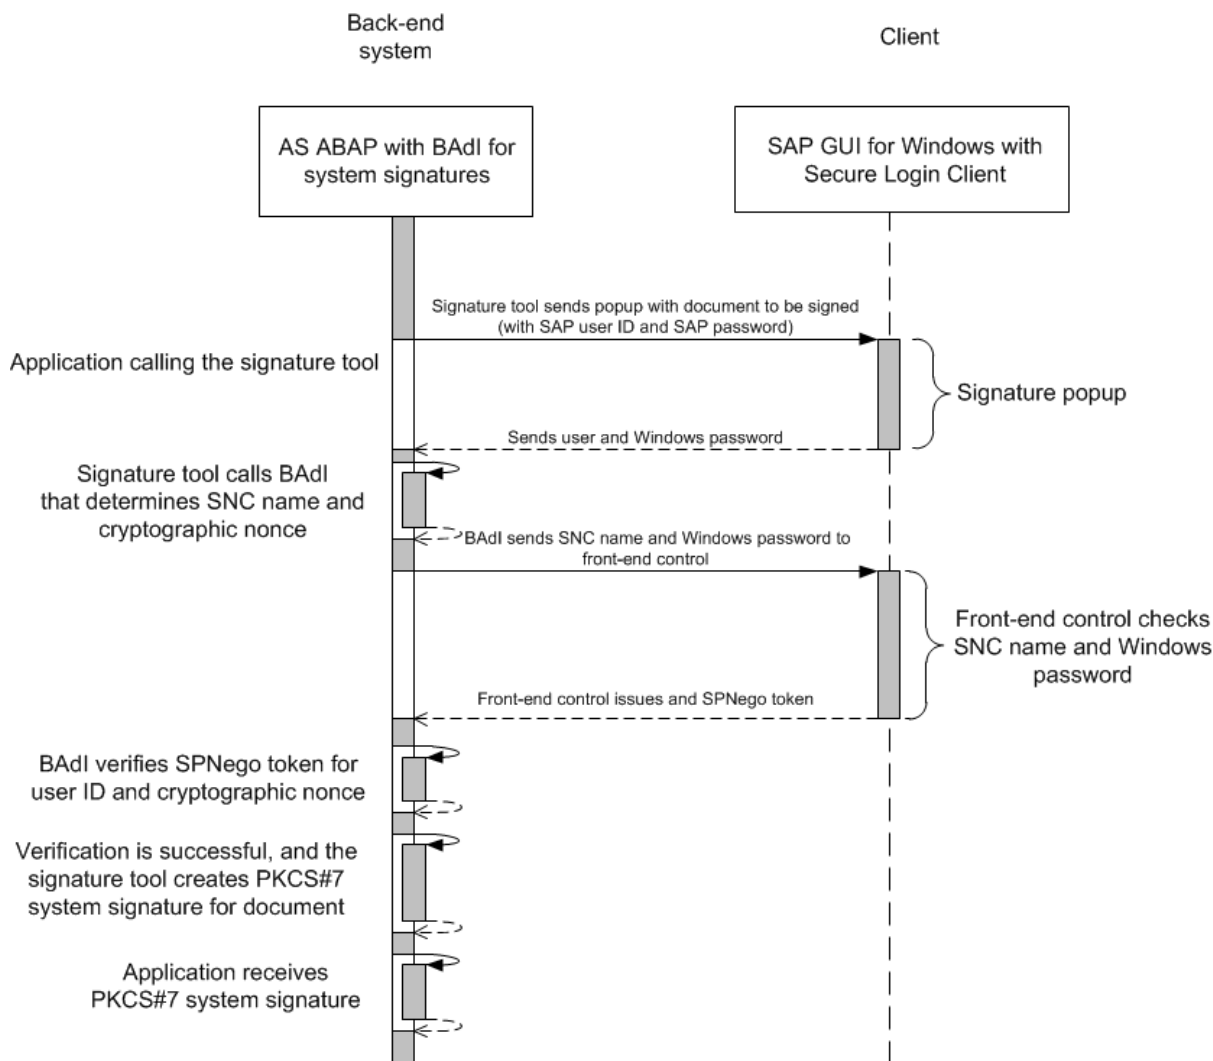 Back-end
system
Client
AS ABAP with BAdI for
system signatures
SAP GUI for Windows with
Secure Login Client
Signature tool sends popup with document to be signed
(with SAP user ID and SAP password)
Application calling the signature tool
Signature popup
Sends user and Windows password
Signature tool calls BAdI
that determines SNC name and
cryptographic nonce
BAdI sends SNC name and Windows password to
front-end control
Front-end control checks
SNC name and Windows
password
Front-end control issues and SPNego token
BAdI verifies SPNego token for
user ID and cryptographic nonce
Verification is successful, and the
signature tool creates PKCS#7
system signature for document
Application receives
PKCS#7 system signature